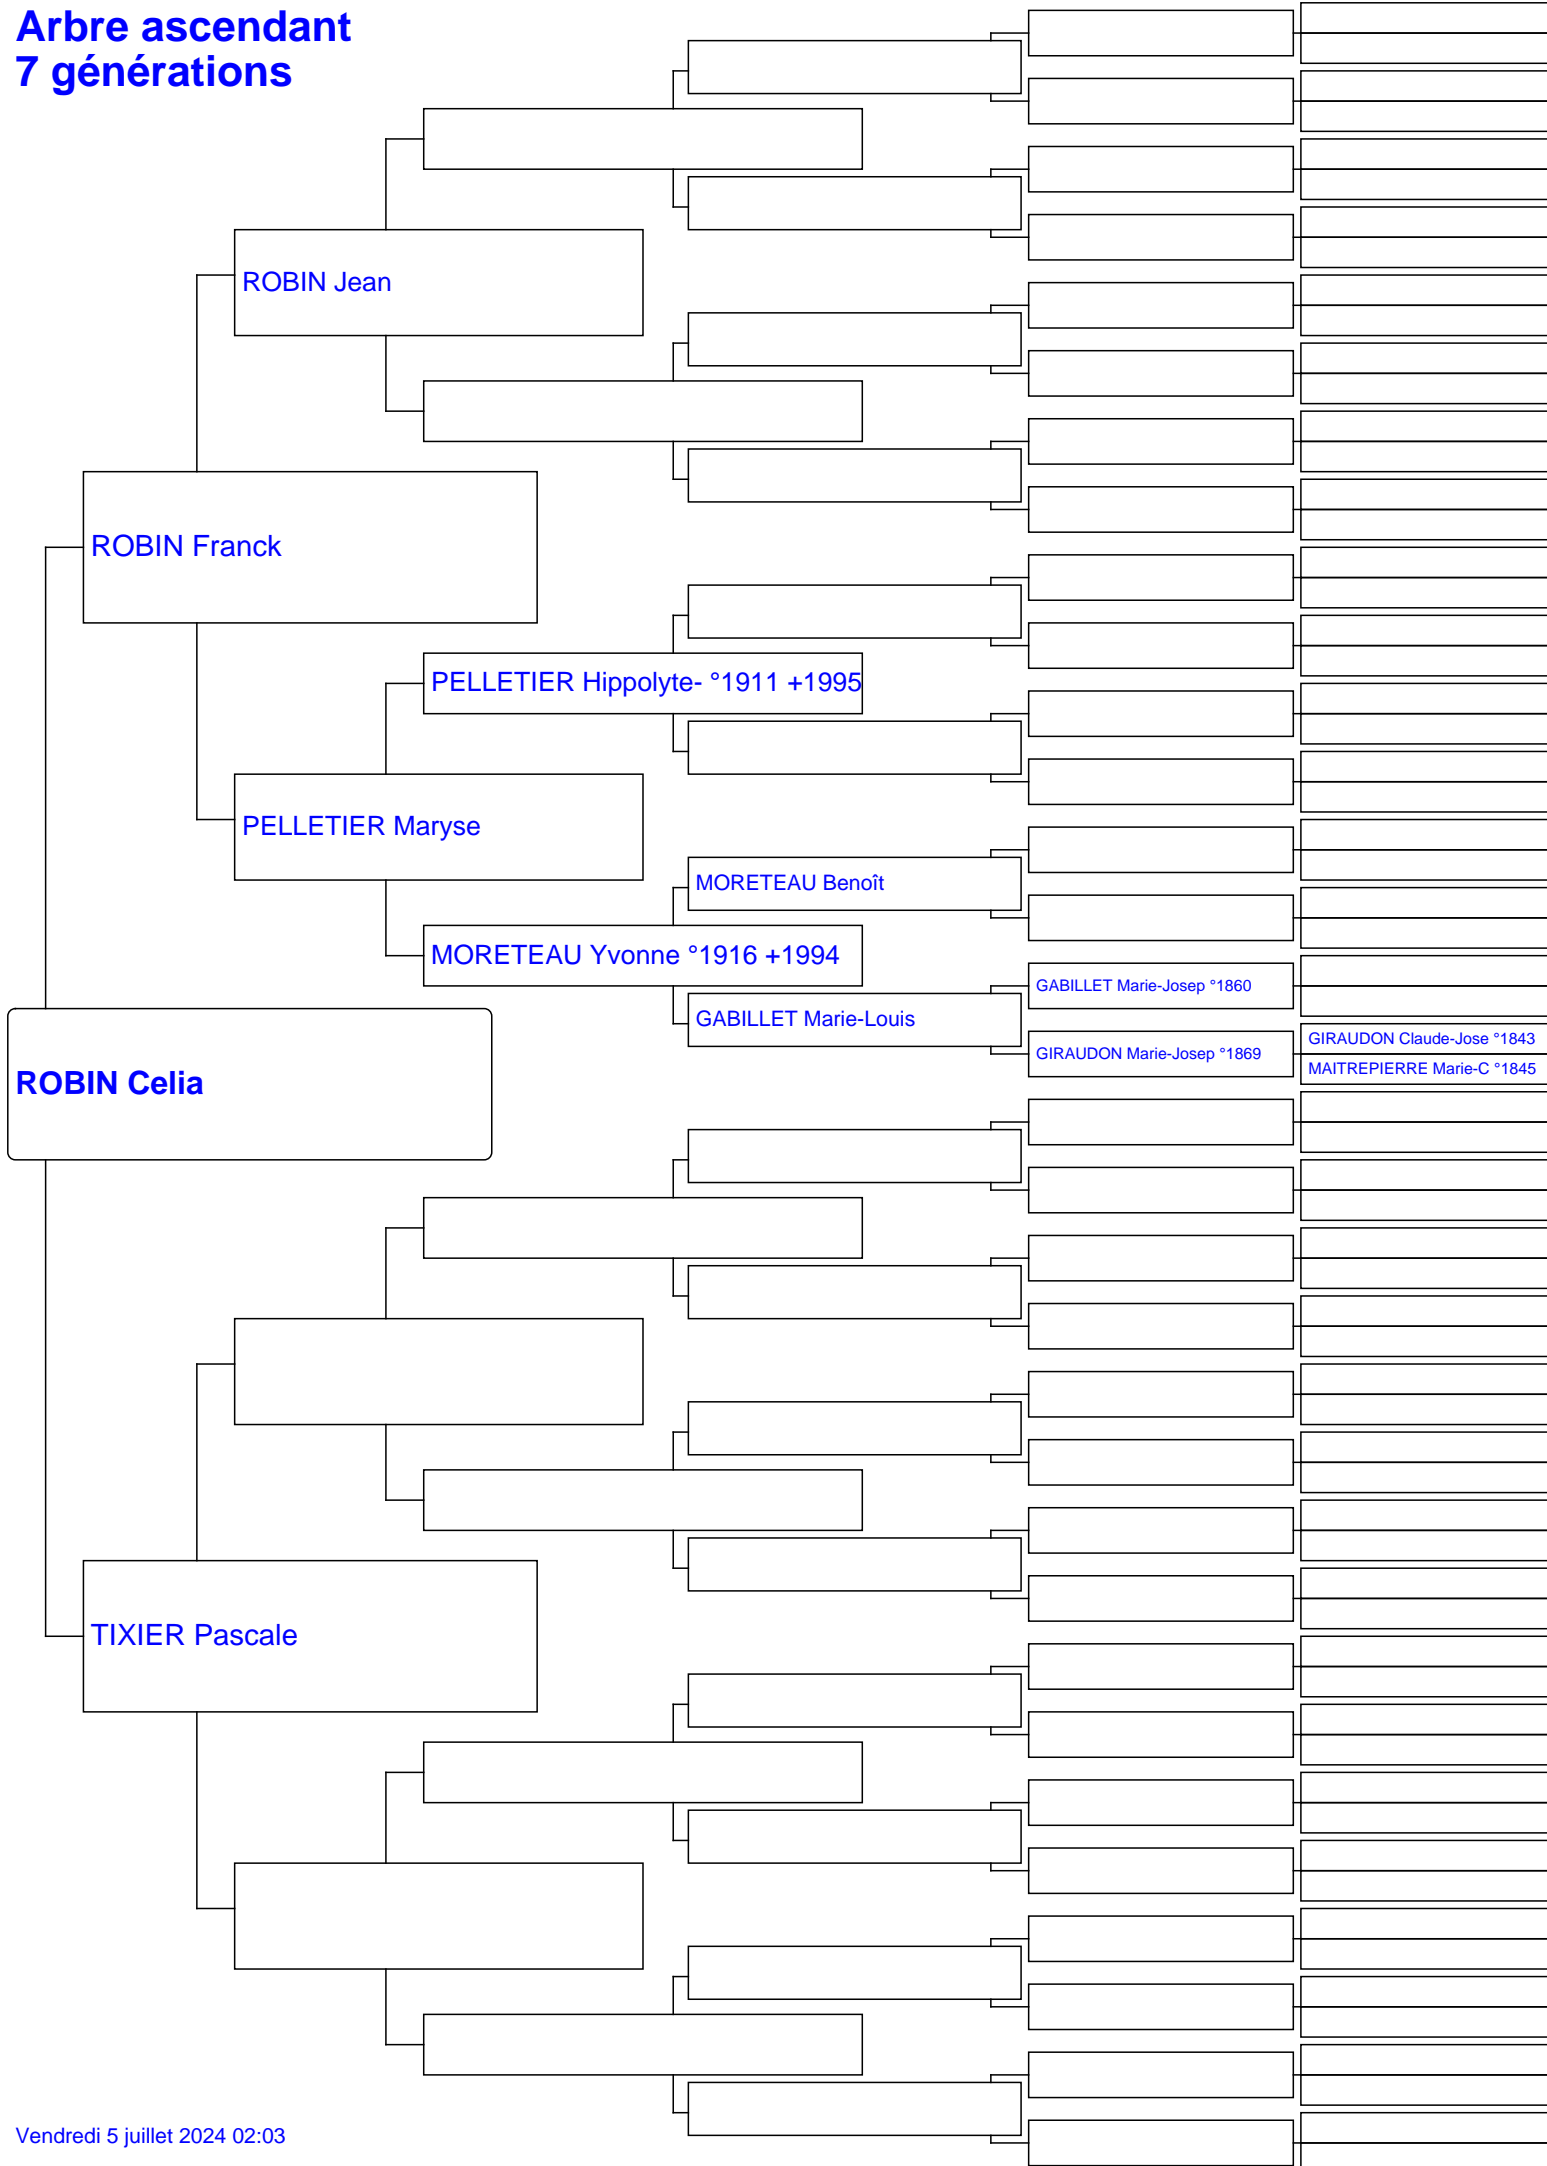 Arbre ascendant
7 générations
ROBIN Jean
ROBIN Franck
PELLETIER Hippolyte- °1911 +1995
PELLETIER Maryse
MORETEAU Benoît
MORETEAU Yvonne °1916 +1994
GABILLET Marie-Josep °1860
GABILLET Marie-Louis
GIRAUDON Marie-Josep °1869
GIRAUDON Claude-Jose °1843
MAITREPIERRE Marie-C °1845
ROBIN Celia
TIXIER Pascale
Vendredi 5 juillet 2024 02:03